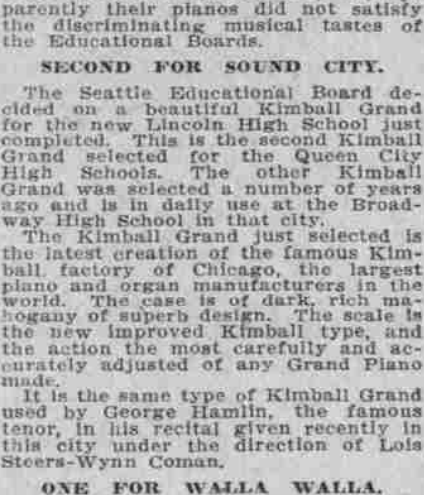 parently their pianos did not satisfy
the discriminating musical tastes of
the Educational Boards.
SECOND FOR SOUND CITY.
The Seattle Educational Board de-
cided on a beautiful Kimball Grand
for the new Lincoln High School just
completed. This is the second Kimball
Grand selected for the Queen City
High Schools. The other Kimball
Grand was selected a number of years
ago and is in daily use at the Broad-
way High School in that city.
The Kimball Grand just selected is
the latest creation of the famous Kim-
ball factory of Chicago, the largest
piano and organ manufacturers in the
world. The case is of dark, rich ma-
hogany of superb design. The scale is
the new improved Kimball type, and
the action the most carefully and ac-
curately adjusted of any Grand Piano
made.
It is the same type of Kimball Grand
used by George Hamlin, the famous
tenor, in his recital given recently in
this city under the direction of Lois
Steers-Wynn Coman.
ONE FOR WALLA WALLA.